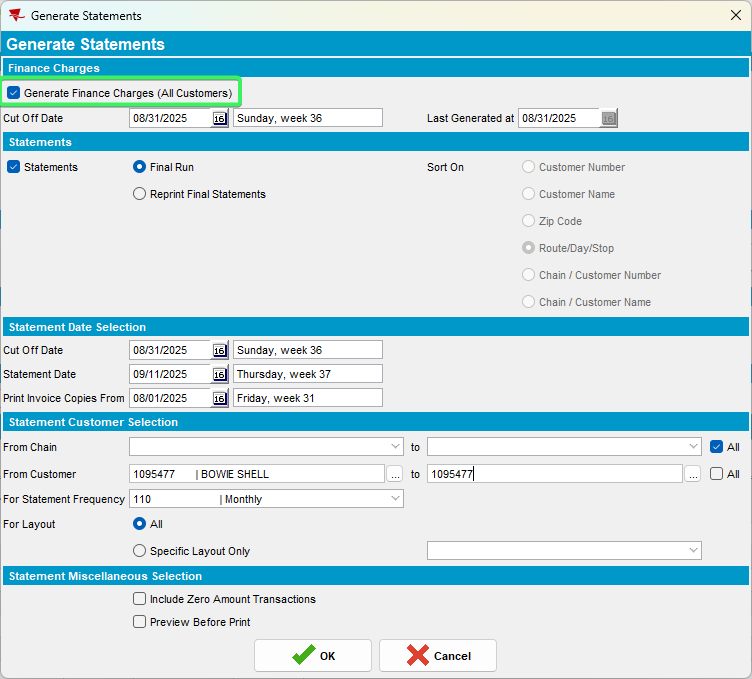 Generate Statements
Generate Statements
Finance Charges
Generate Finance Charges (All Customers)
Cut Off Date 08/31/2025 16 Sunday, week 36 Last Generated at 08/31/2025 16
Statements
Statements Final Run Sort On Customer Number
Reprint Final Statements Customer Name
Zip Code
Route/Day/Stop
Chain / Customer Number
Chain / Customer Name
Statement Date Selection
Cut Off Date 08/31/2025 16 Sunday, week 36
Statement Date 09/11/2025 16 Thursday, week 37
Print Invoice Copies From 08/01/2025 16 Friday, week 31
Statement Customer Selection
From Chain to All
From Customer 1095477 | BOWIE SHELL ... to 1095477 ... All
For Statement Frequency 110 | Monthly
For Layout All
Specific Layout Only
Statement Miscellaneous Selection
Include Zero Amount Transactions
Preview Before Print
OK Cancel